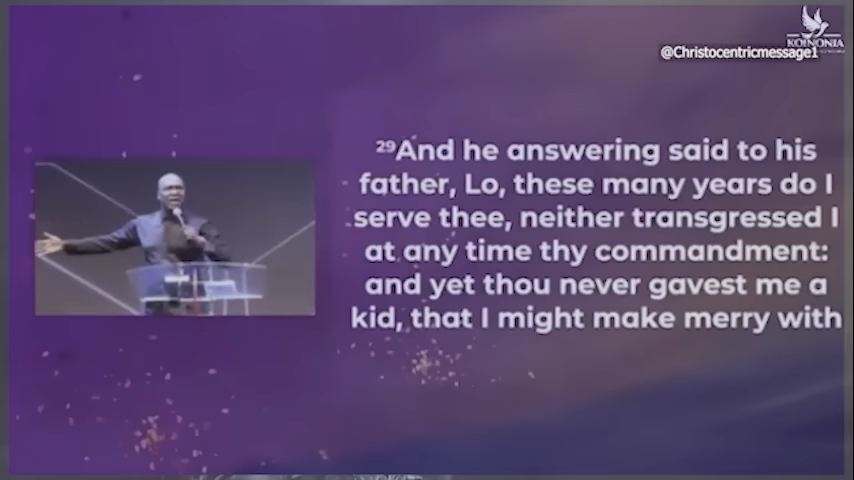 KOINONIA
@Christocentricmessage1
29And he answering said to his
father, Lo, these many years do I
serve thee, neither transgressed I
at any time thy commandment:
and yet thou never gavest me a
kid, that I might make merry with